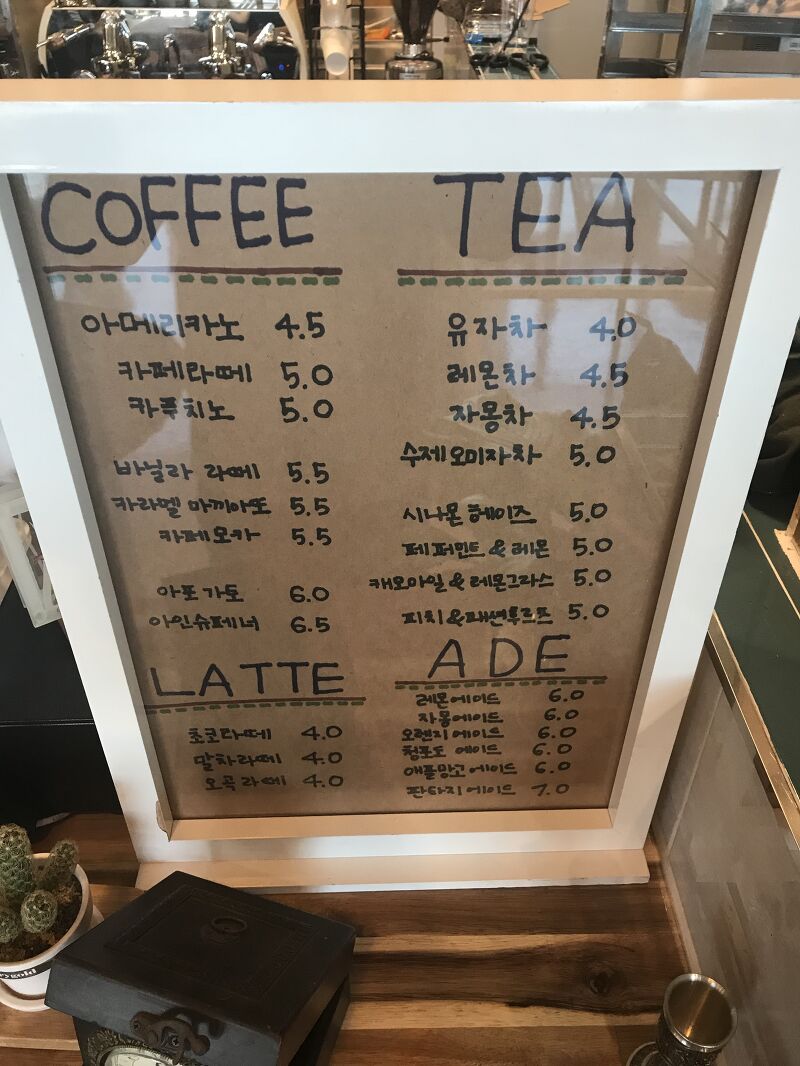 COFFEE
아메리카노 4.5
카페라떼 5.0
카푸치노 5.0
바닐라 라떼 5.5
카라멜 마끼아또 5.5
카페모카 5.5
아포가토 6.0
아인슈페너 6.5
LATTE
초코라떼 4.0
말차라떼 4.0
오곡라떼 4.0
TEA
유자차 4.0
레몬차 4.5
자몽차 4.5
수제오미자차 5.0
시나몬 헤이즈 5.0
페퍼민트 & 레몬 5.0
캐모마일 & 레몬그라스 5.0
피치 & 패션후르츠 5.0
ADE
레몬에이드 6.0
자몽에이드 6.0
오렌지에이드 6.0
청포도 에이드 6.0
애플망고에이드 6.0
판타지에이드 7.0